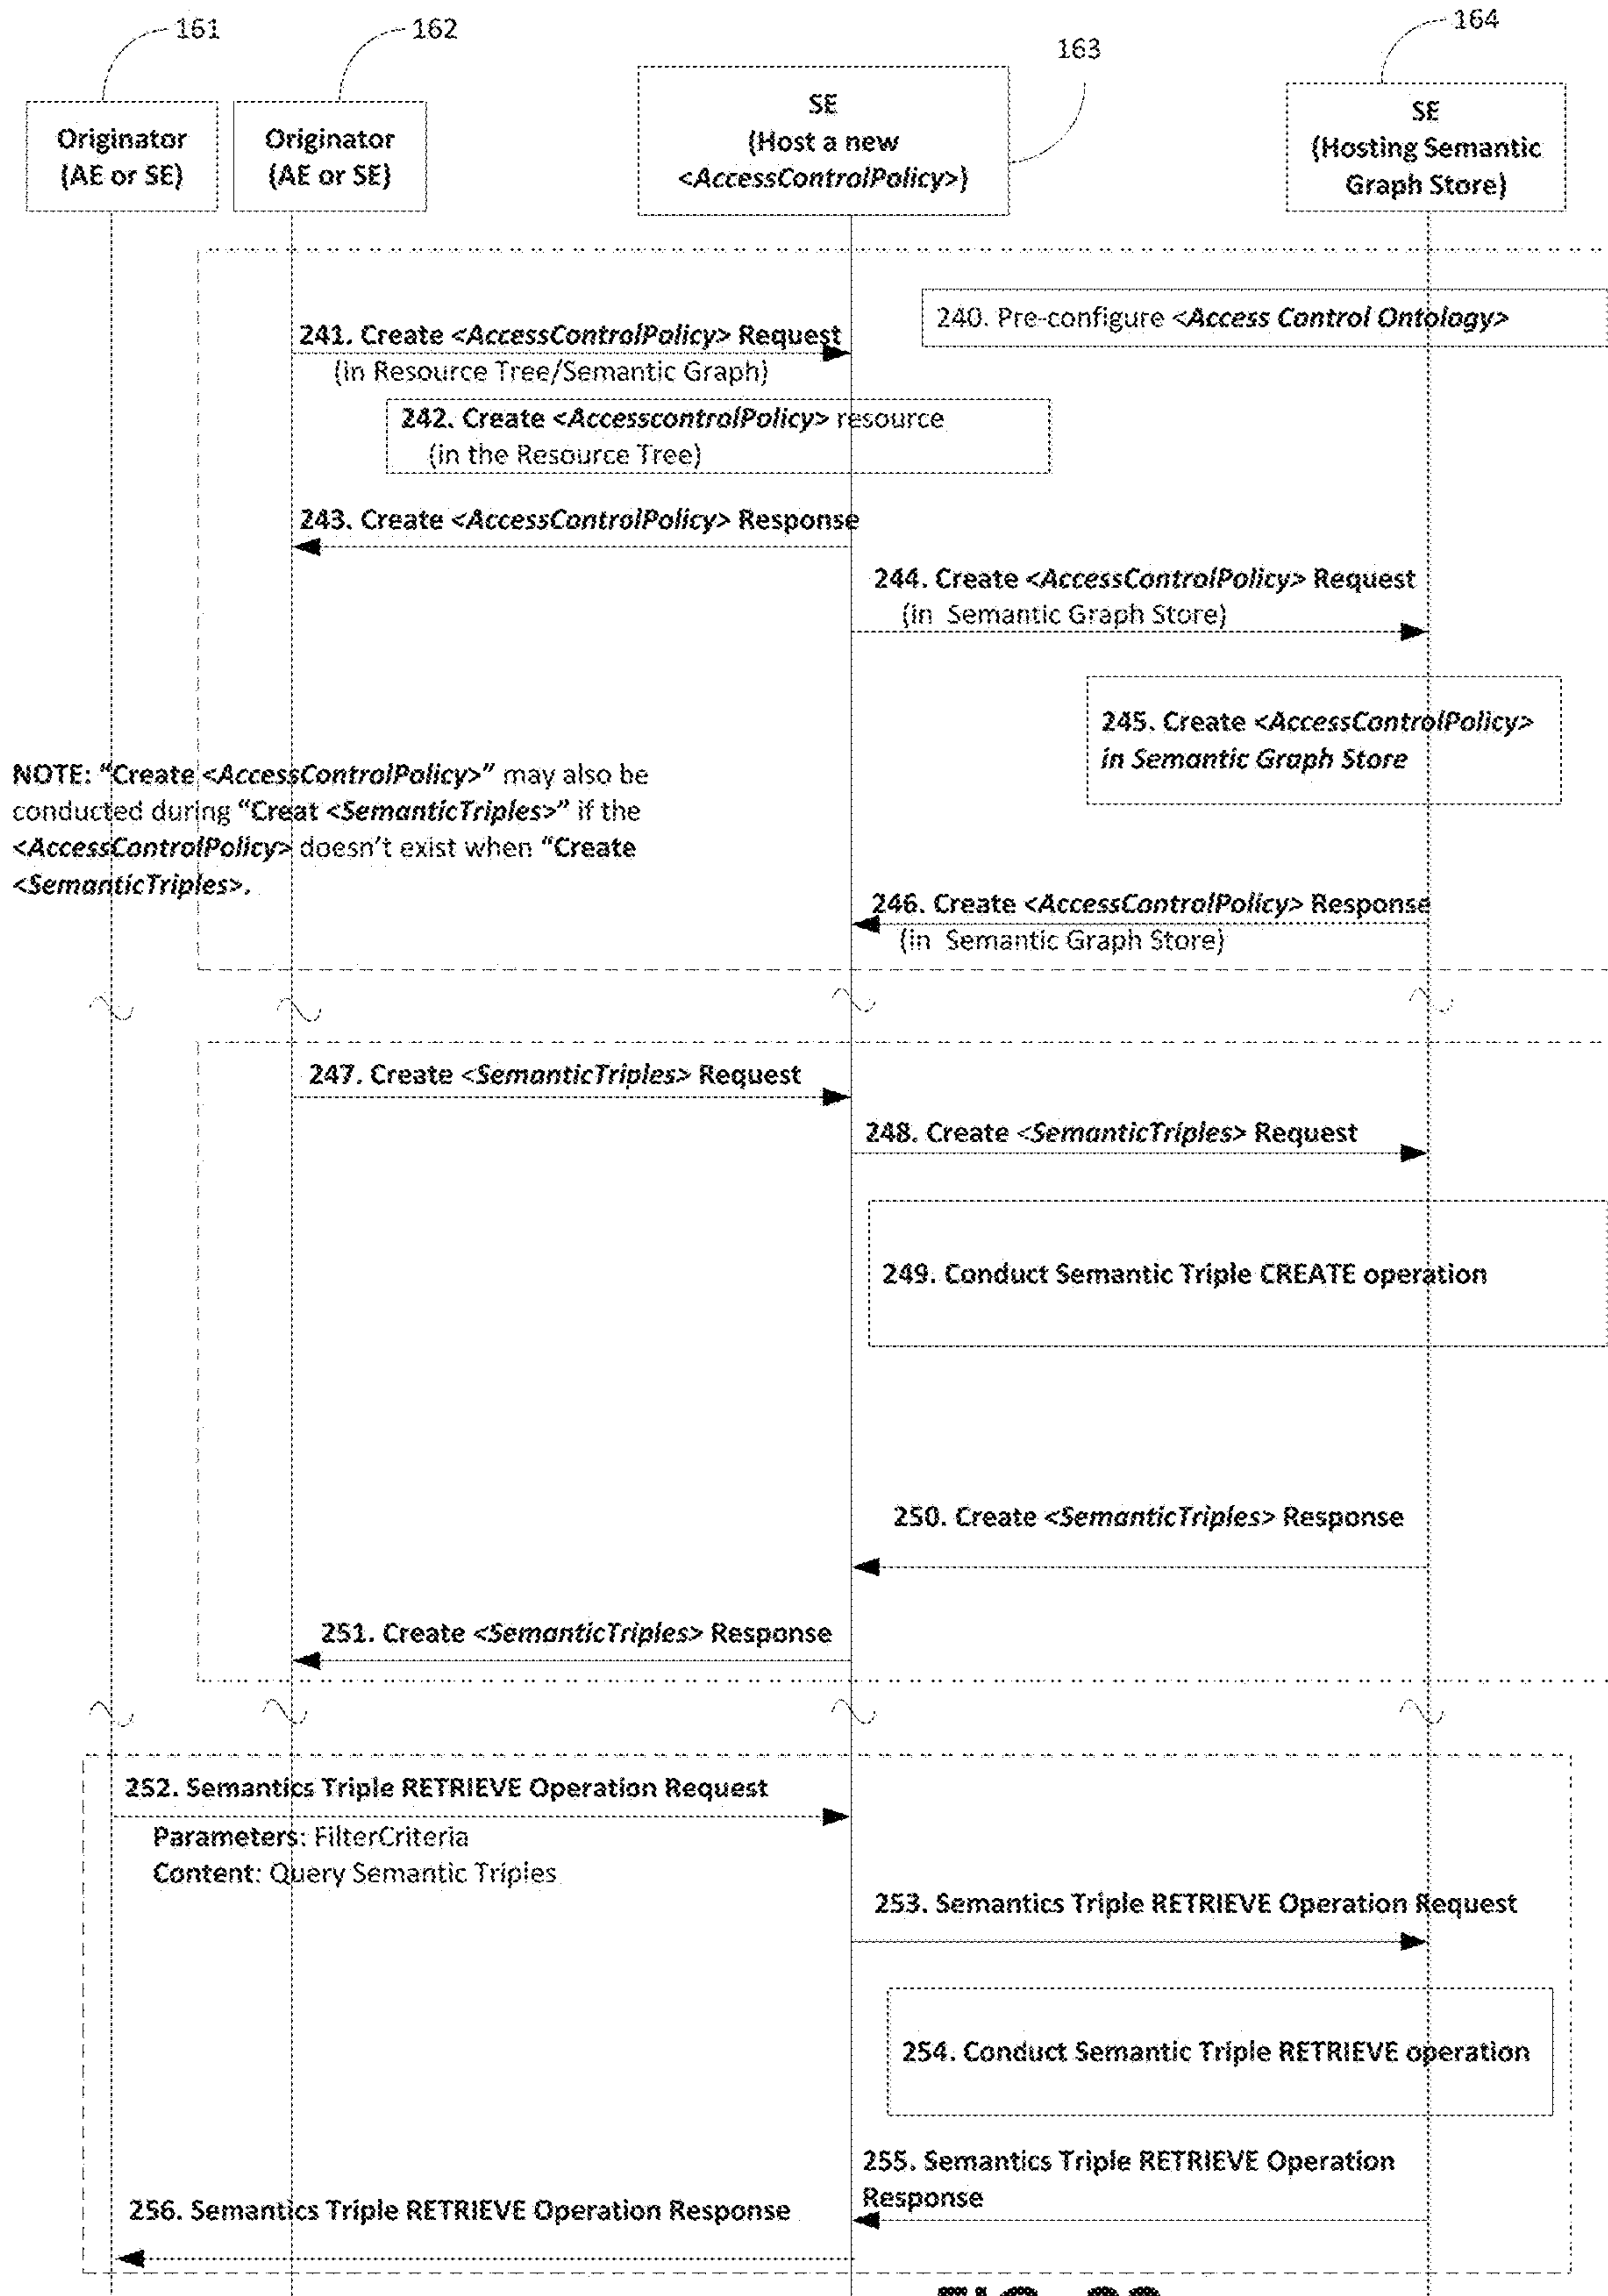 161
162
163
164
Originator
(AE or SE)
Originator
(AE or SE)
SE
(Host a new
<AccessControlPolicy>)
SE
(Hosting Semantic
Graph Store)
240. Pre-configure <Access Control Ontology>
241. Create <AccessControlPolicy> Request
(in Resource Tree/Semantic Graph)
242. Create <AccesscontrolPolicy> resource
(in the Resource Tree)
243. Create <AccessControlPolicy> Response
244. Create <AccessControlPolicy> Request
(in Semantic Graph Store)
245. Create <AccessControlPolicy>
in Semantic Graph Store
NOTE: “Create <AccessControlPolicy>” may also be
conducted during “Creat <SemanticTriples>” if the
<AccessControlPolicy> doesn’t exist when “Create
<SemanticTriples>.
246. Create <AccessControlPolicy> Response
(in Semantic Graph Store)
247. Create <SemanticTriples> Request
248. Create <SemanticTriples> Request
249. Conduct Semantic Triple CREATE operation
250. Create <SemanticTriples> Response
251. Create <SemanticTriples> Response
252. Semantics Triple RETRIEVE Operation Request
Parameters: FilterCriteria
Content: Query Semantic Triples
253. Semantics Triple RETRIEVE Operation Request
254. Conduct Semantic Triple RETRIEVE operation
255. Semantics Triple RETRIEVE Operation
Response
256. Semantics Triple RETRIEVE Operation Response